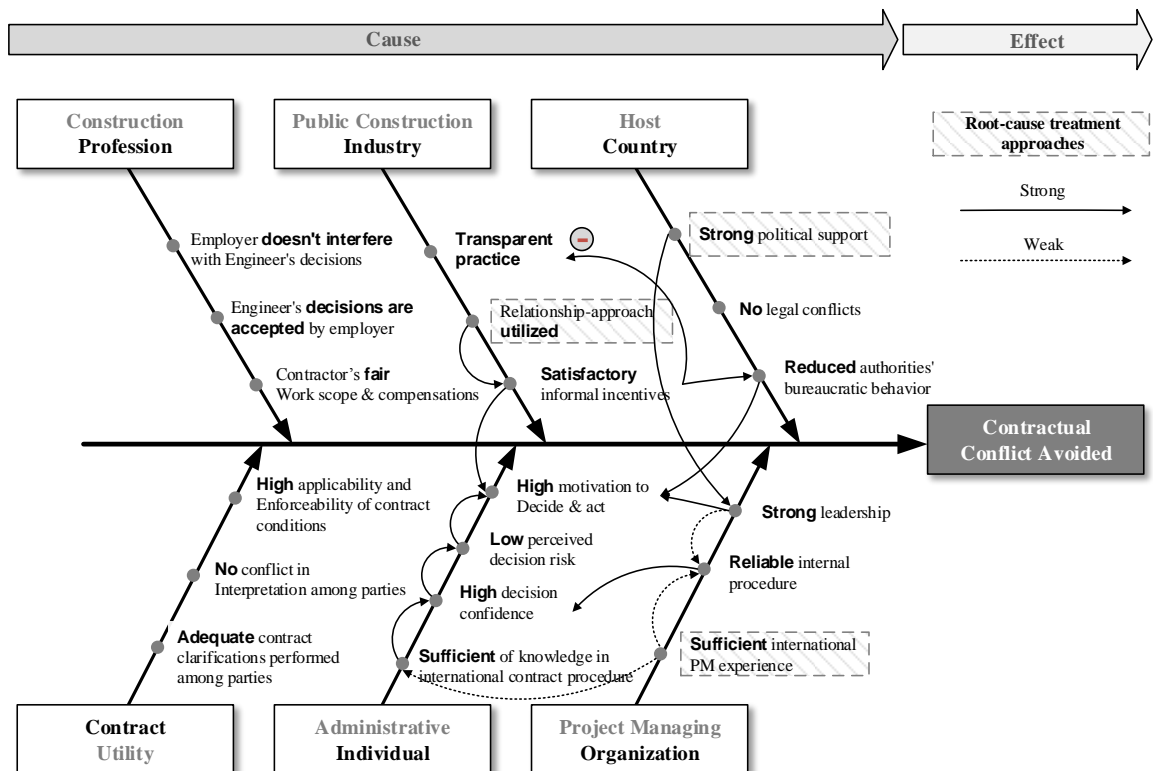 Cause
Effect
Construction
Profession
Public Construction
Industry
Host
Country
Root-cause treatment
approaches
Strong
Weak
Employer doesn't interfere
with Engineer's decisions
Engineer's decisions are
accepted by employer
Contractor's fair
Work scope & compensations
Transparent
practice
Relationship-approach
utilized
Satisfactory
informal incentives
Strong political support
No legal conflicts
Reduced authorities'
bureaucratic behavior
Contractual
Conflict Avoided
High applicability and
Enforceability of contract
conditions
No conflict in
Interpretation among parties
Adequate contract
clarifications performed
among parties
High motivation to
Decide & act
Low perceived
decision risk
High decision
confidence
Sufficient of knowledge in
international contract procedure
Strong leadership
Reliable internal
procedure
Sufficient international
PM experience
Contract
Utility
Administrative
Individual
Project Managing
Organization